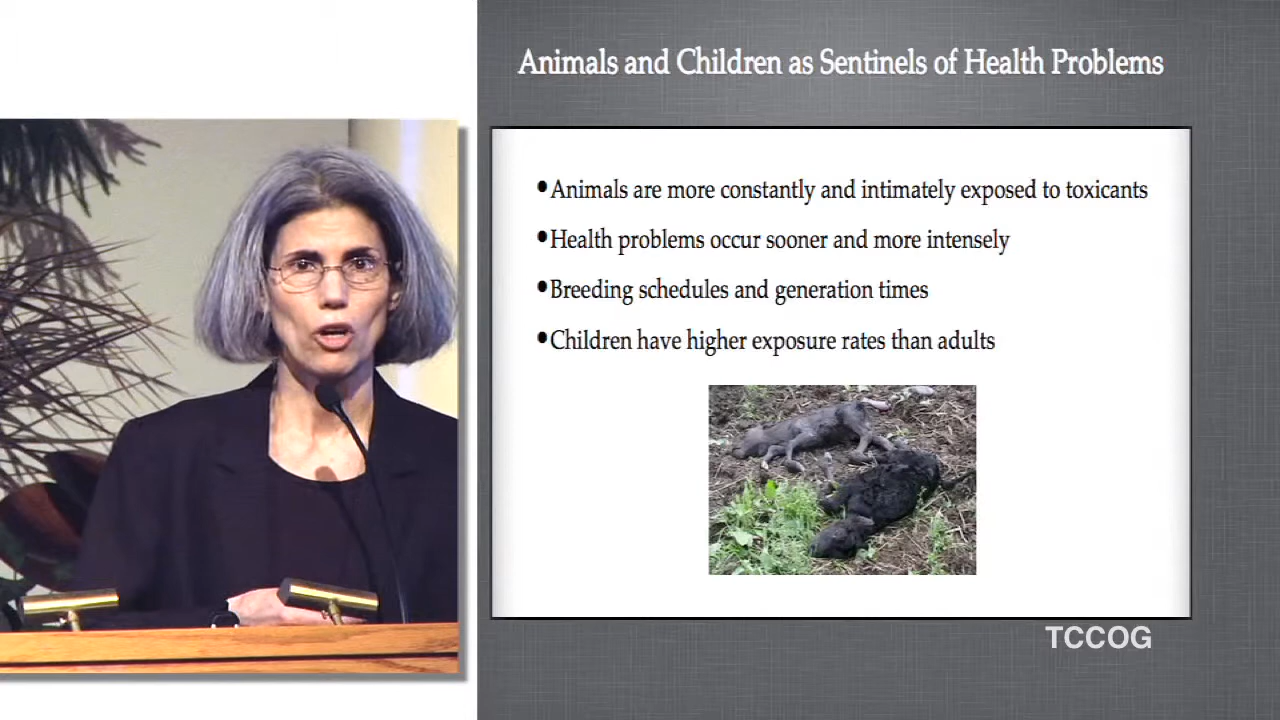 Animals and Children as Sentinels of Health Problems
•Animals are more constantly and intimately exposed to toxicants
•Health problems occur sooner and more intensely
•Breeding schedules and generation times
•Children have higher exposure rates than adults
TCCOG